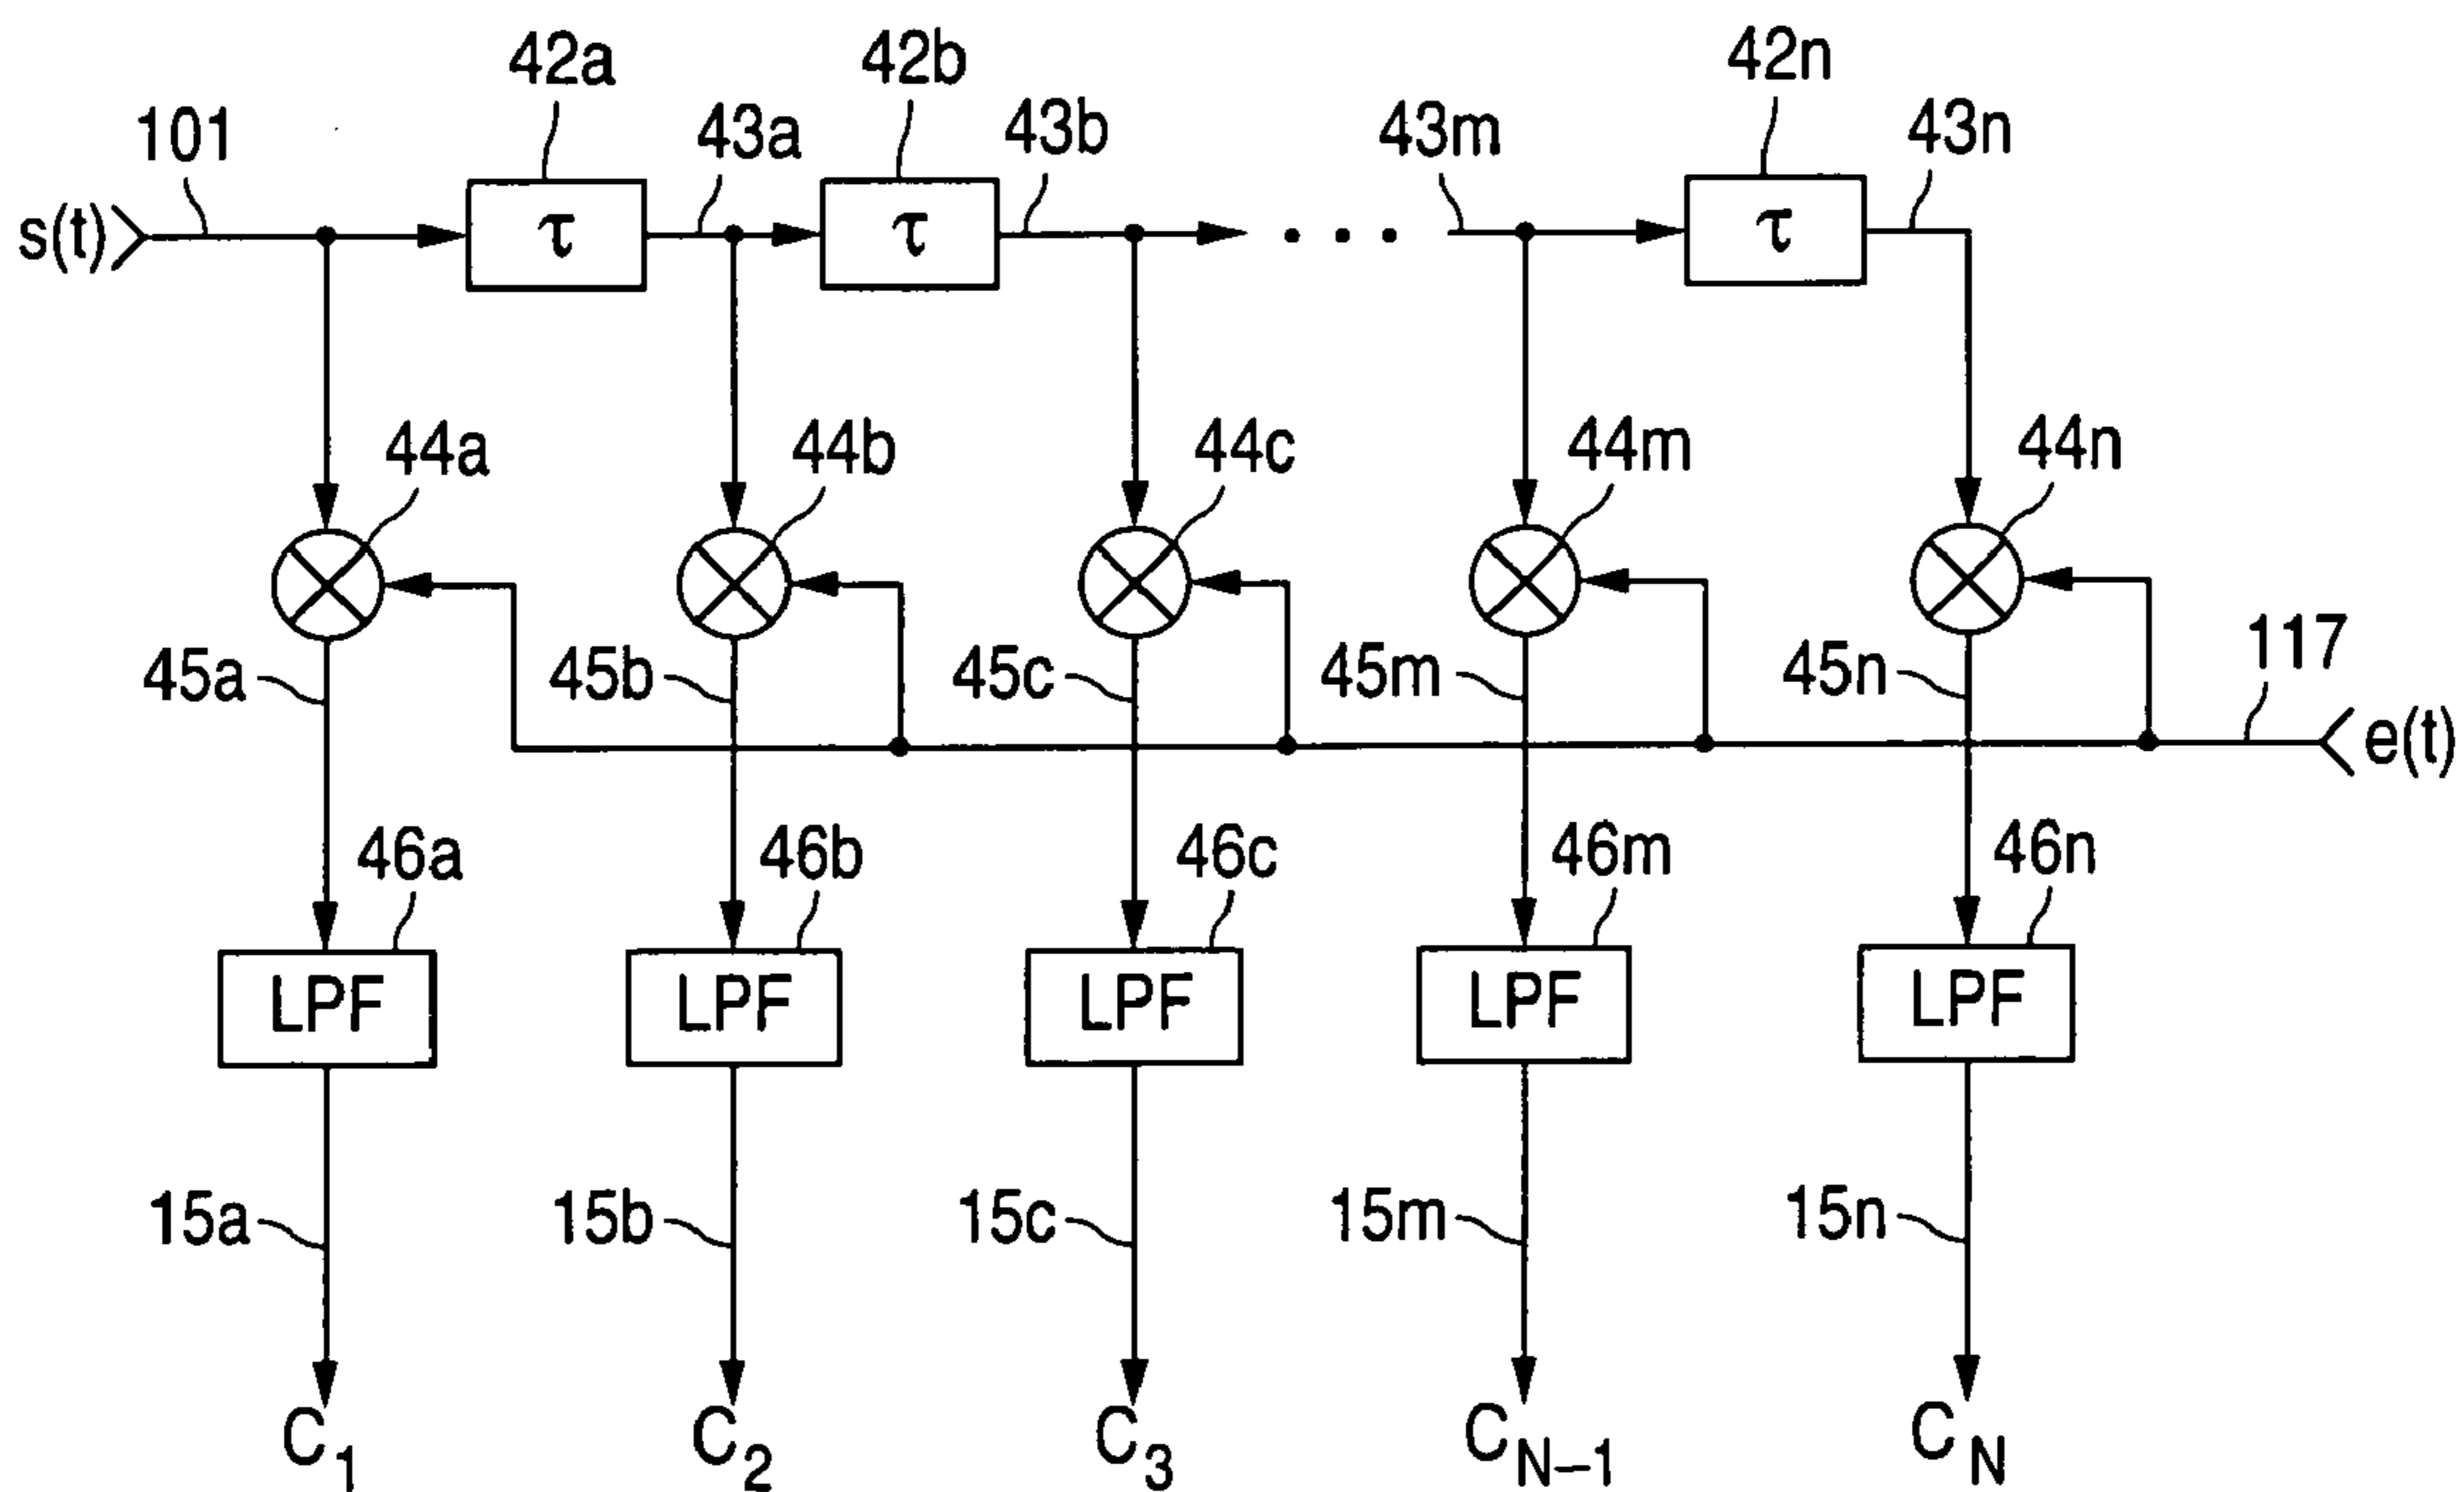 42a 42b 42n
101 43a 43b 43m 43n
s(t) τ τ . . . τ
44a 44b 44c 44m 44n
45a 45b 45c 45m 45n 117
e(t)
46a 46b 46c 46m 46n
LPF LPF LPF LPF LPF
15a 15b 15c 15m 15n
C1 C2 C3 CN–1 CN